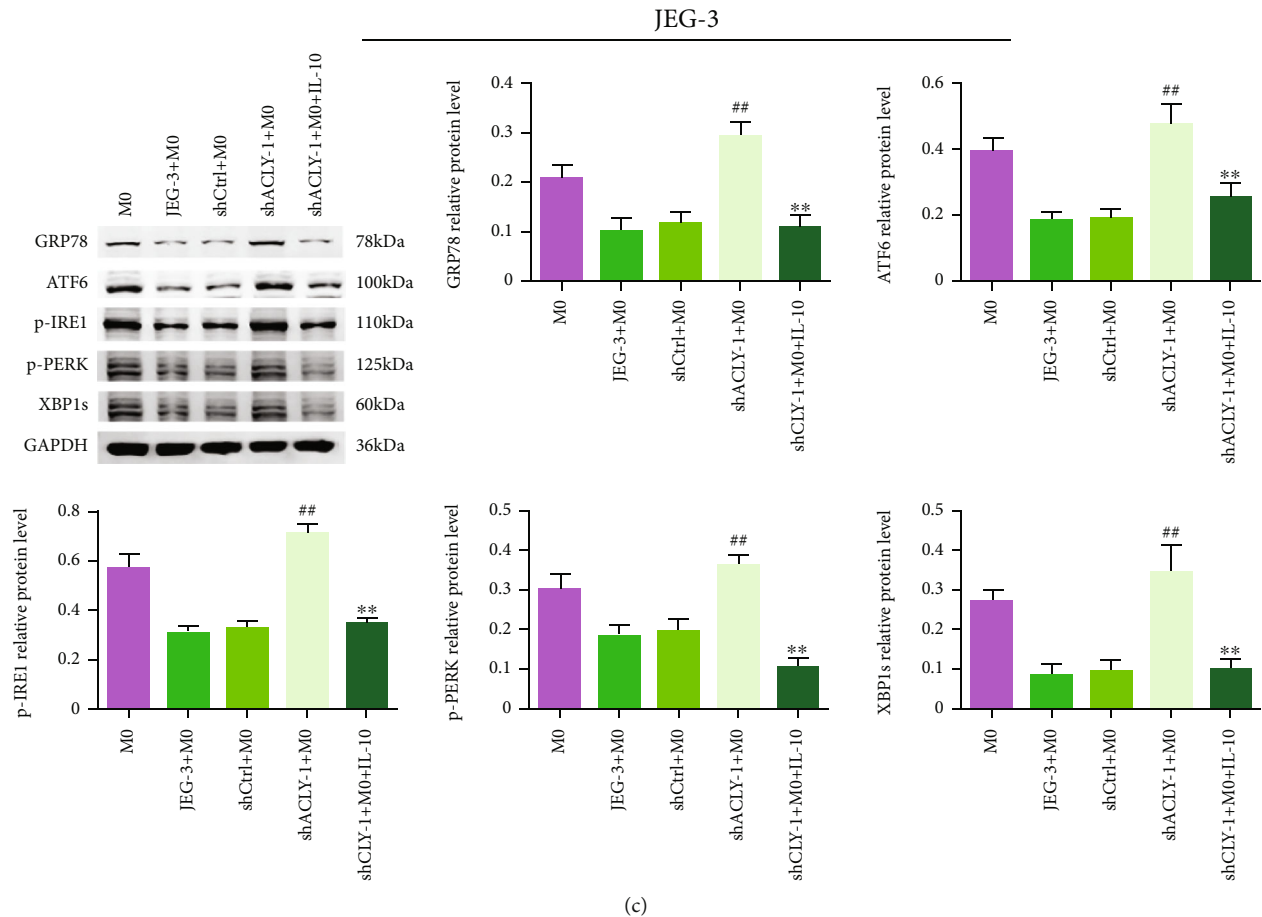 JEG-3
M0
JEG-3+M0
shCtrl+M0
shACLY-1+M0
shACLY-1+M0+IL-10
GRP78
78kDa
ATF6
100kDa
p-IRE1
110kDa
p-PERK
125kDa
XBP1s
60kDa
GAPDH
36kDa
GRP78 relative protein level
0.4
0.3
0.2
0.1
0
##
**
M0
JEG-3+M0
shCtrl+M0
shACLY-1+M0
shCLY-1+M0+IL-10
ATF6 relative protein level
0.6
0.4
0.2
0
##
**
M0
JEG-3+M0
shCtrl+M0
shACLY-1+M0
shACLY-1+M0+IL-10
p-IRE1 relative protein level
0.8
0.6
0.4
0.2
0
##
**
M0
JEG-3+M0
shCtrl+M0
shACLY-1+M0
shCLY-1+M0+IL-10
p-PERK relative protein level
0.5
0.4
0.3
0.2
0.1
0
##
**
M0
JEG-3+M0
shCtrl+M0
shACLY-1+M0
shCLY-1+M0+IL-10
XBP1s relative protein level
0.5
0.4
0.3
0.2
0.1
0
##
**
M0
JEG-3+M0
shCtrl+M0
shACLY-1+M0
shCLY-1+M0+IL-10
(c)